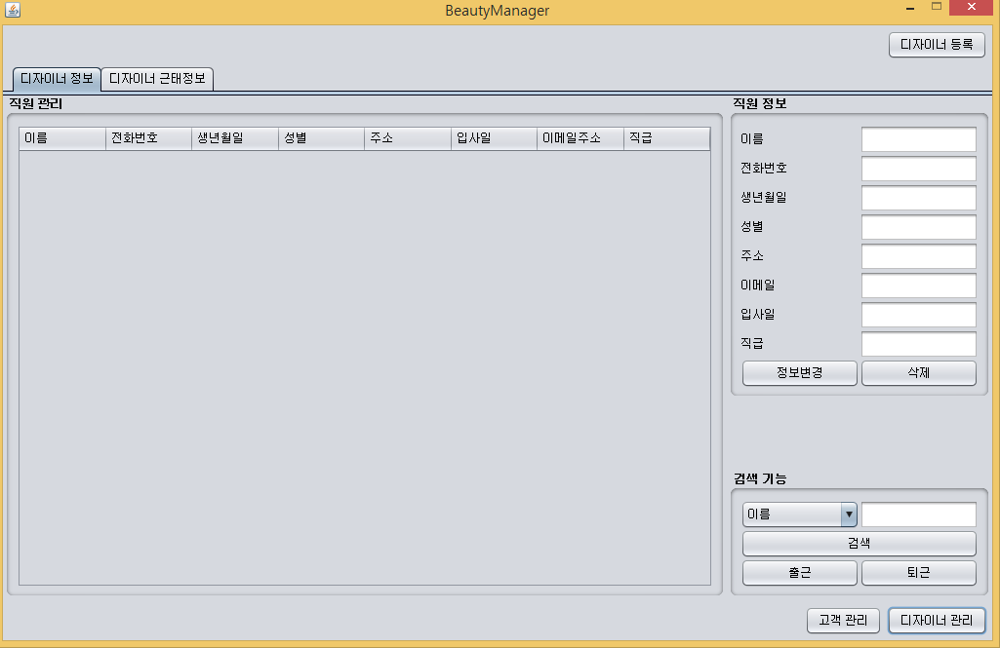 BeautyManager
디자이너 등록
디자이너 정보 디자이너 근태정보
직원 관리
이름 전화번호 생년월일 성별 주소 입사일 이메일주소 직급
직원 정보
이름
전화번호
생년월일
성별
주소
이메일
입사일
직급
정보변경 삭제
검색 기능
이름
검색
출근 퇴근
고객 관리 디자이너 관리